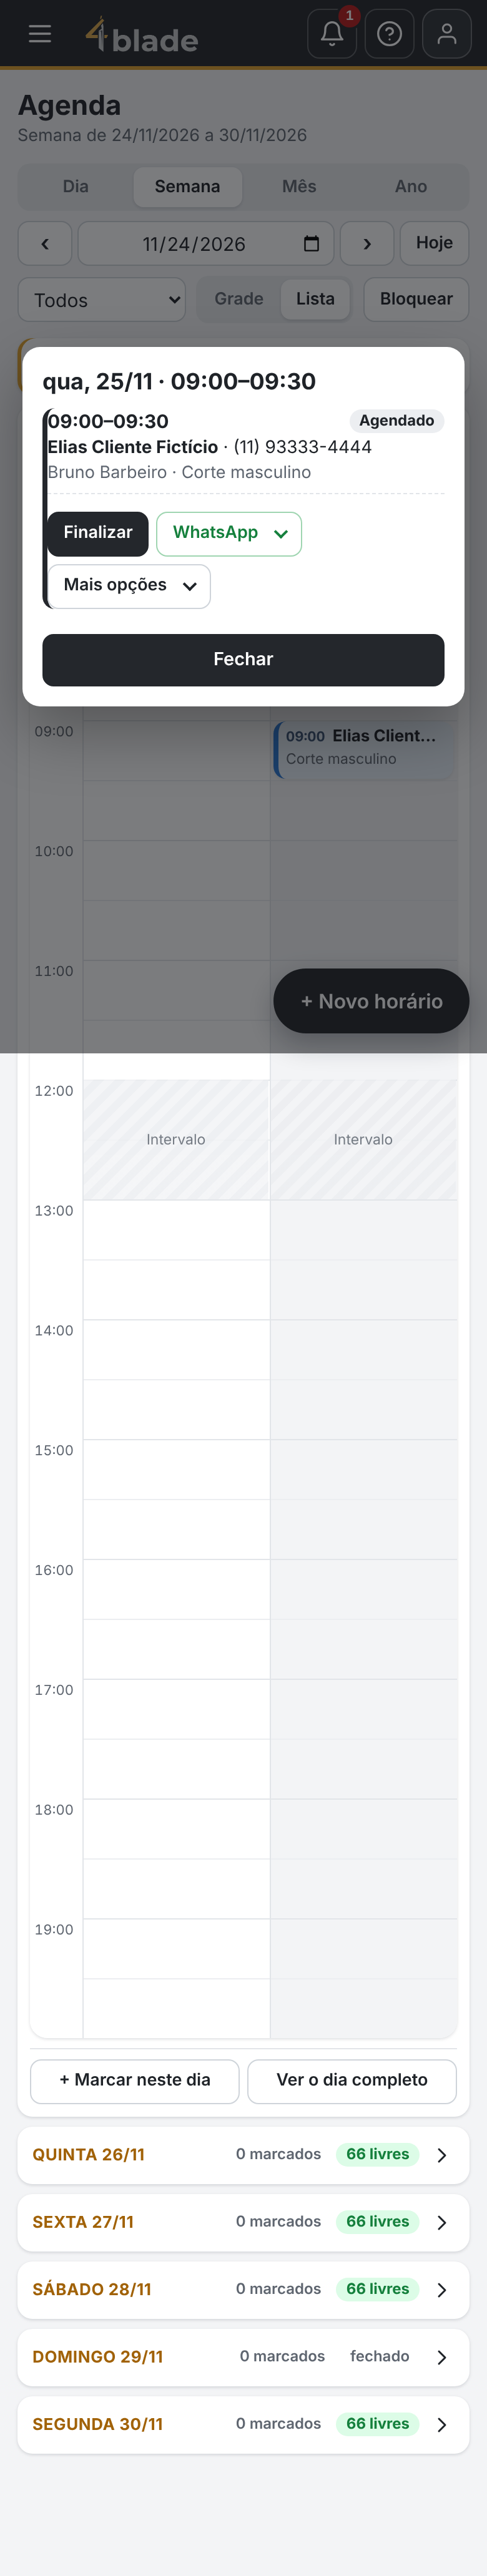 4blade
1
Agenda
Semana de 24/11/2026 a 30/11/2026
Dia Semana Mês Ano
‹ 11/24/2026 › Hoje
Todos Grade Lista Bloquear
qua, 25/11 · 09:00–09:30
09:00–09:30 Agendado
Elias Cliente Fictício · (11) 93333-4444
Bruno Barbeiro · Corte masculino
Finalizar WhatsApp
Mais opções
Fechar
09:00 09:00 Elias Client...
Corte masculino
10:00
11:00
+ Novo horário
12:00
Intervalo Intervalo
13:00
14:00
15:00
16:00
17:00
18:00
19:00
+ Marcar neste dia Ver o dia completo
QUINTA 26/11 0 marcados 66 livres
SEXTA 27/11 0 marcados 66 livres
SÁBADO 28/11 0 marcados 66 livres
DOMINGO 29/11 0 marcados fechado
SEGUNDA 30/11 0 marcados 66 livres